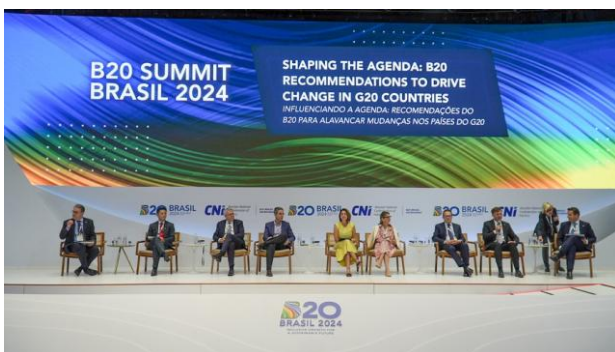 B20 SUMMIT
BRASIL 2024
SHAPING THE AGENDA: B20
RECOMMENDATIONS TO DRIVE
CHANGE IN G20 COUNTRIES
INFLUENCIANDO A AGENDA: RECOMENDAÇÕES DO
B20 PARA ALAVANCAR MUDANÇAS NOS PAÍSES DO G20
B20 BRASIL
CNI
B20 BRASIL
2024
CNI
B20 BRASIL
2024
CNI
B20
BRASIL 2024